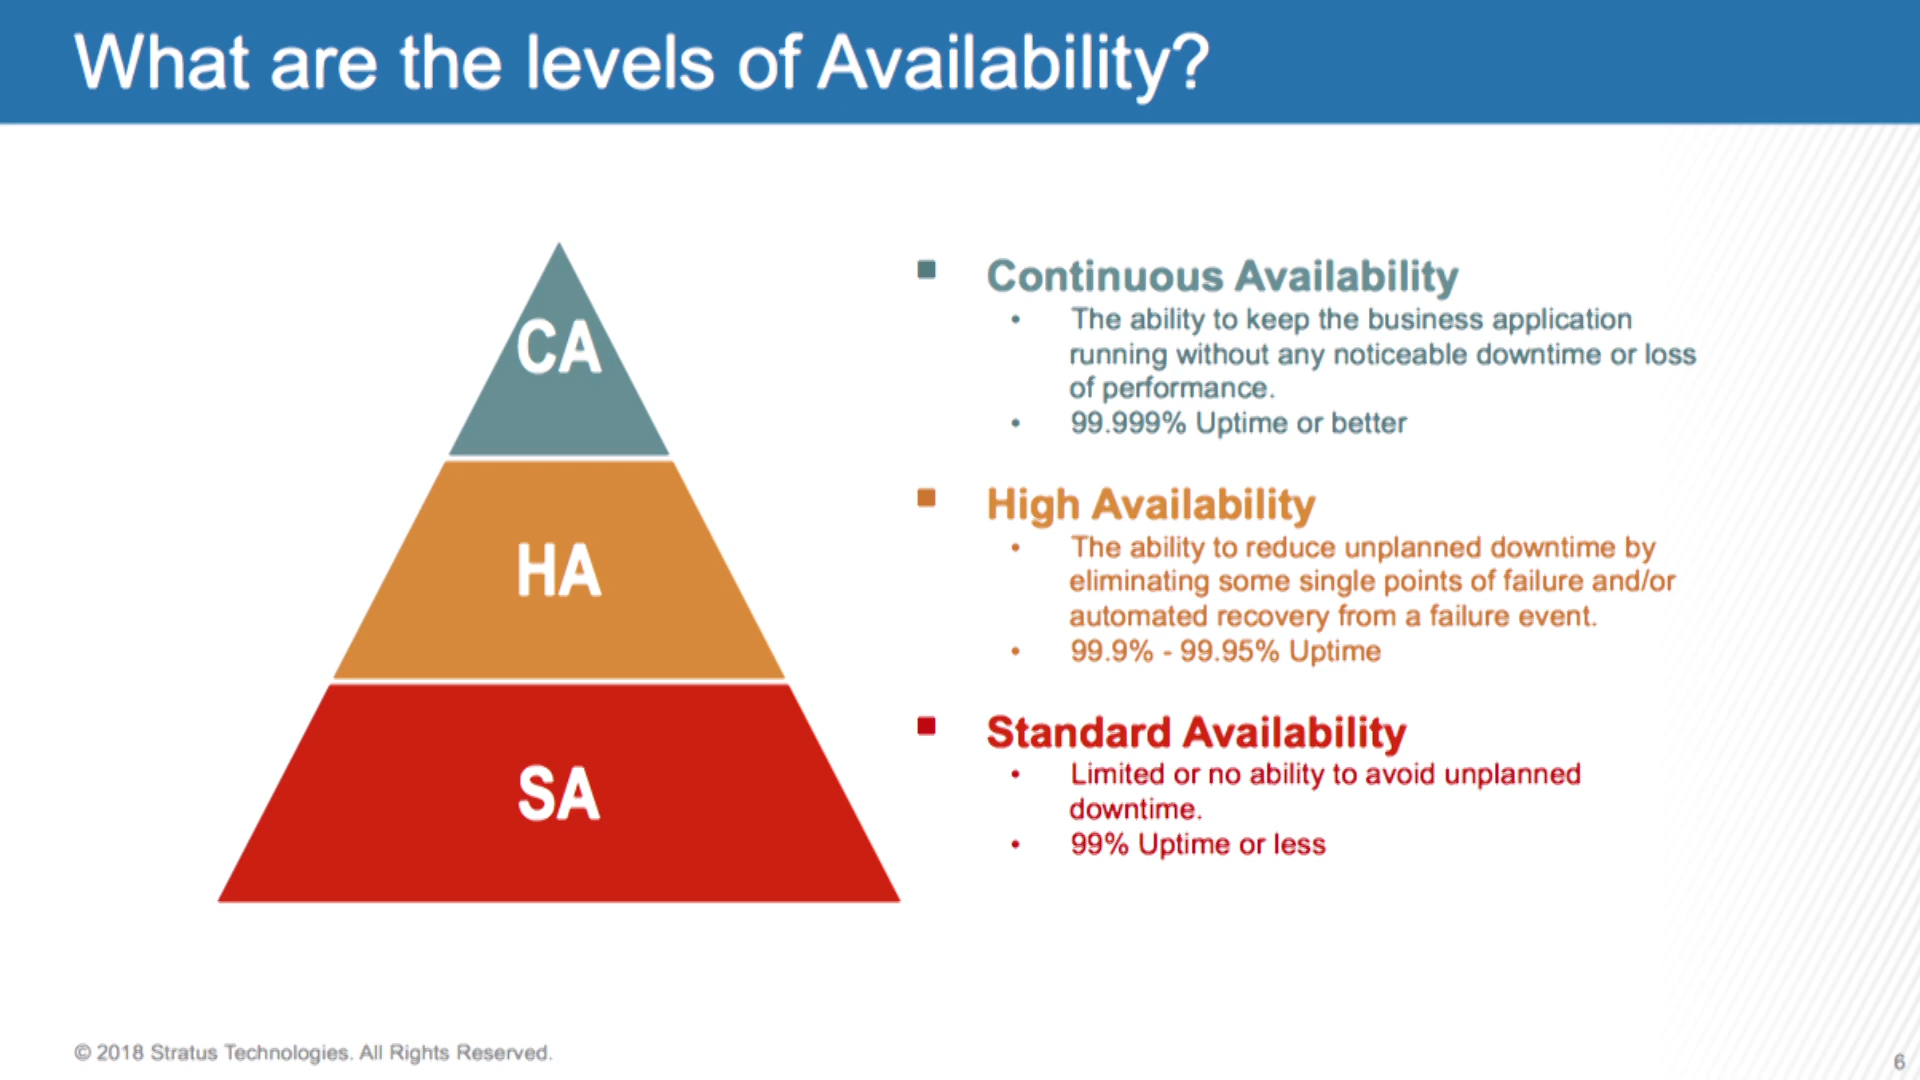 What are the levels of Availability?
CA
HA
SA
■ Continuous Availability
• The ability to keep the business application
running without any noticeable downtime or loss
of performance.
• 99.999% Uptime or better
■ High Availability
• The ability to reduce unplanned downtime by
eliminating some single points of failure and/or
automated recovery from a failure event.
• 99.9% - 99.95% Uptime
■ Standard Availability
• Limited or no ability to avoid unplanned
downtime.
• 99% Uptime or less
© 2018 Stratus Technologies. All Rights Reserved.
6